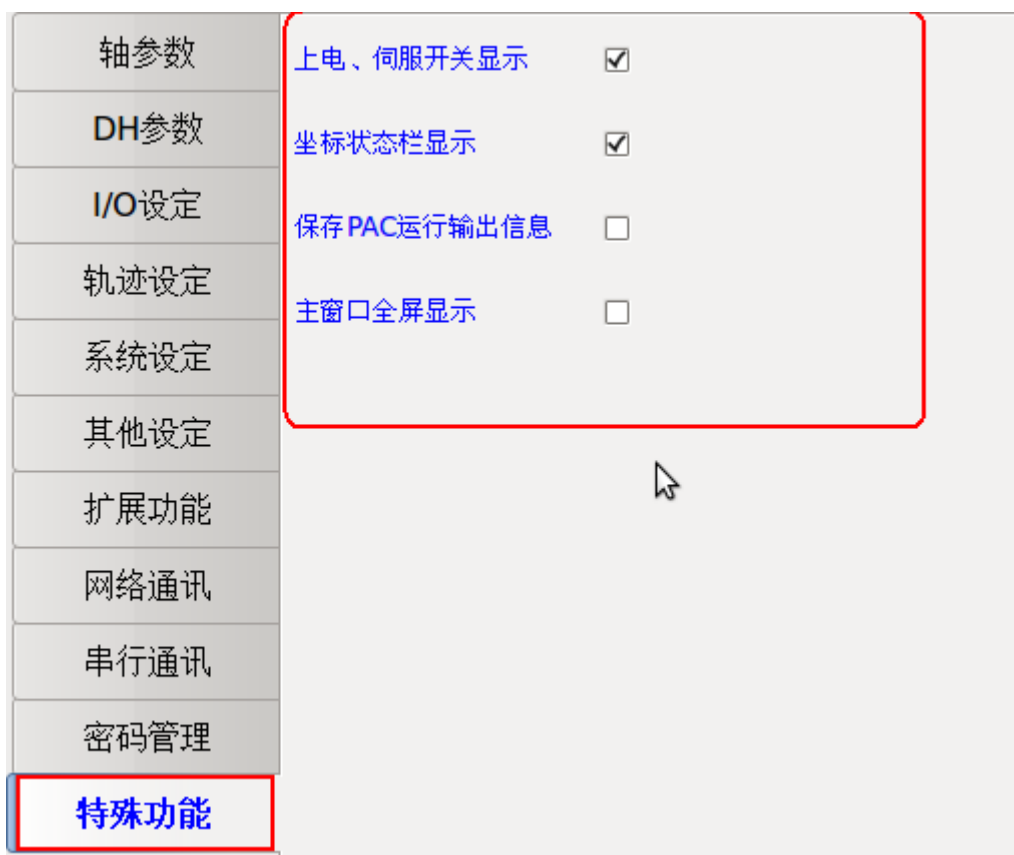 轴参数
DH参数
I/O设定
轨迹设定
系统设定
其他设定
扩展功能
网络通讯
串行通讯
密码管理
特殊功能
上电、伺服开关显示
坐标状态栏显示
保存PAC运行输出信息
主窗口全屏显示